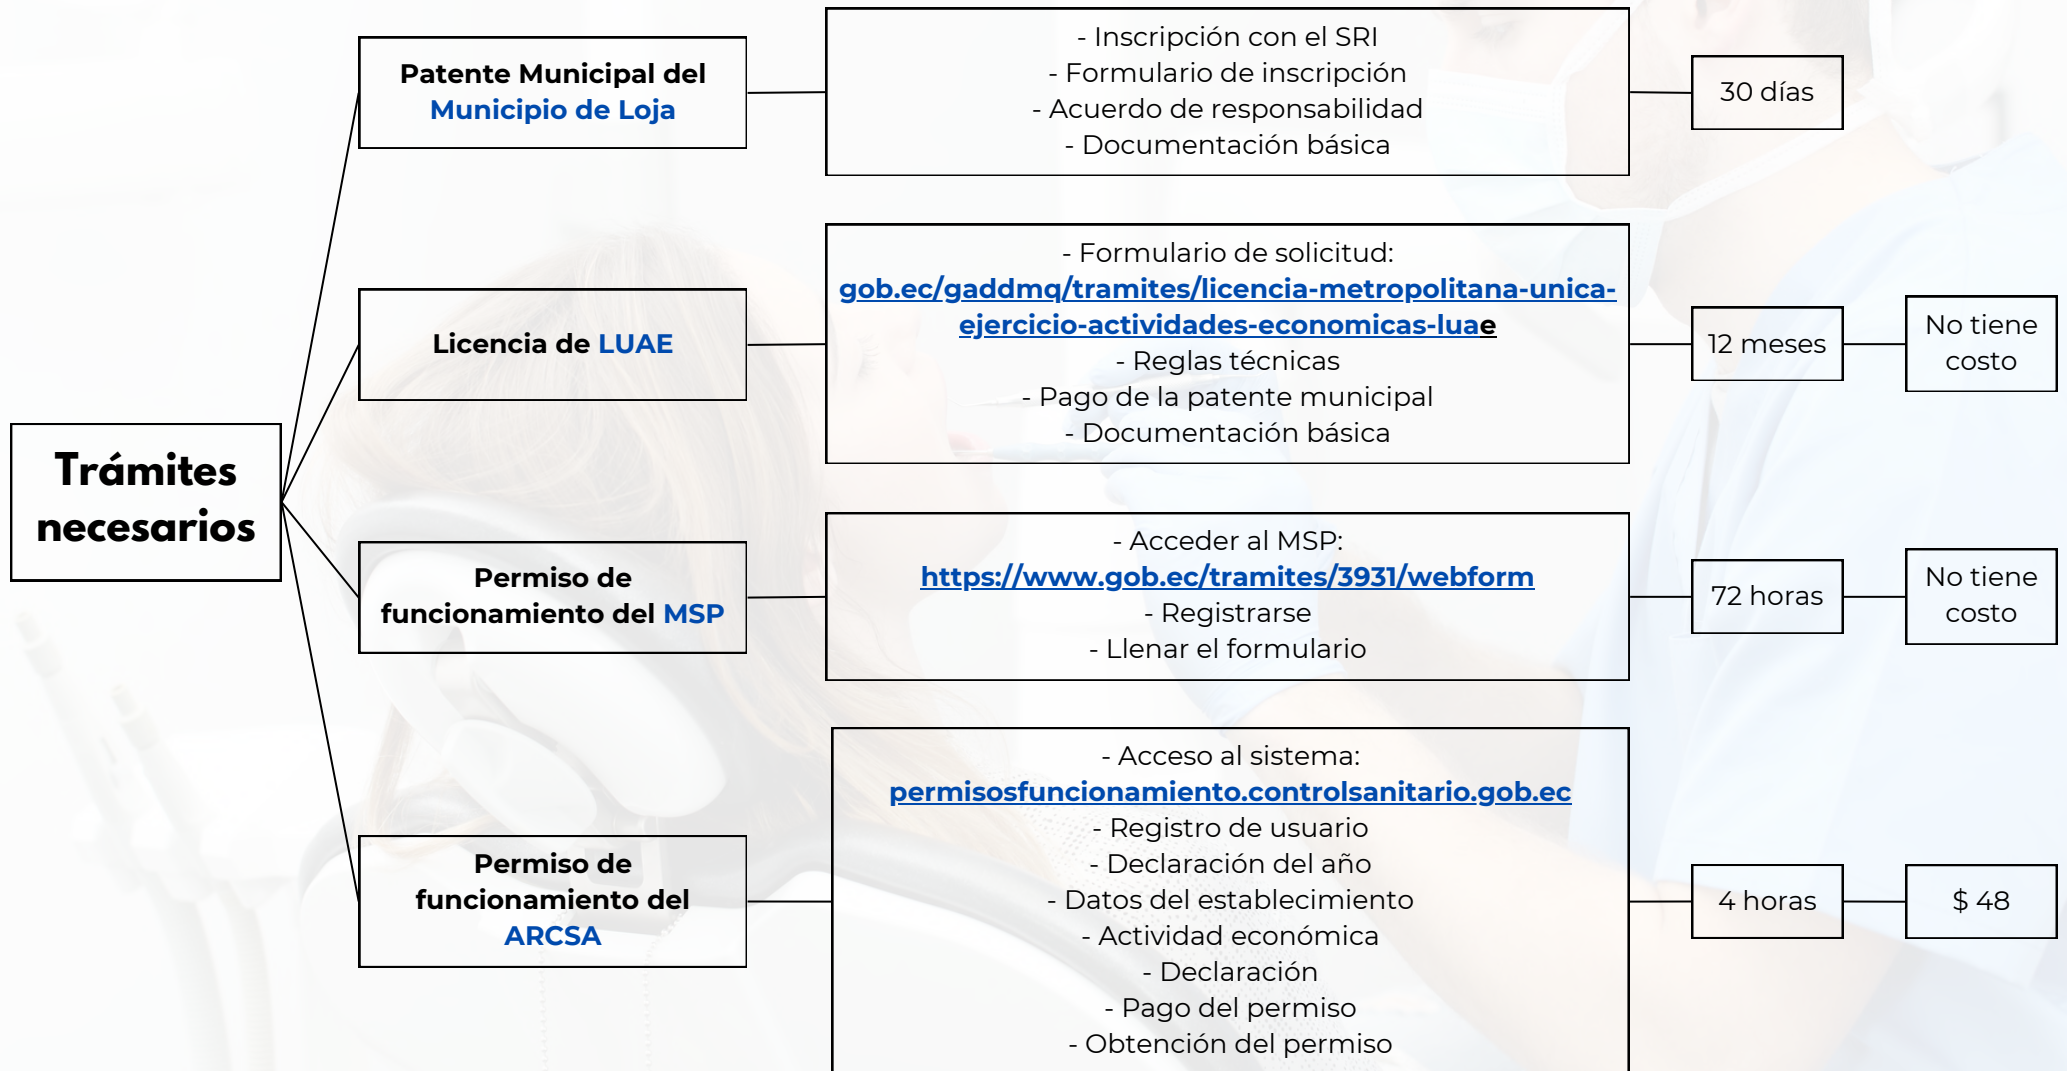 Trámites
necesarios
Patente Municipal del
Municipio de Loja
- Inscripción con el SRI
- Formulario de inscripción
- Acuerdo de responsabilidad
- Documentación básica
30 días
Licencia de LUAE
- Formulario de solicitud:
gob.ec/gaddmq/tramites/licencia-metropolitana-unica-
ejercicio-actividades-economicas-luae
- Reglas técnicas
- Pago de la patente municipal
- Documentación básica
12 meses
No tiene
costo
Permiso de
funcionamiento del MSP
- Acceder al MSP:
https://www.gob.ec/tramites/3931/webform
- Registrarse
- Llenar el formulario
72 horas
No tiene
costo
Permiso de
funcionamiento del
ARCSA
- Acceso al sistema:
permisosfuncionamiento.controlsanitario.gob.ec
- Registro de usuario
- Declaración del año
- Datos del establecimiento
- Actividad económica
- Declaración
- Pago del permiso
- Obtención del permiso
4 horas
$ 48